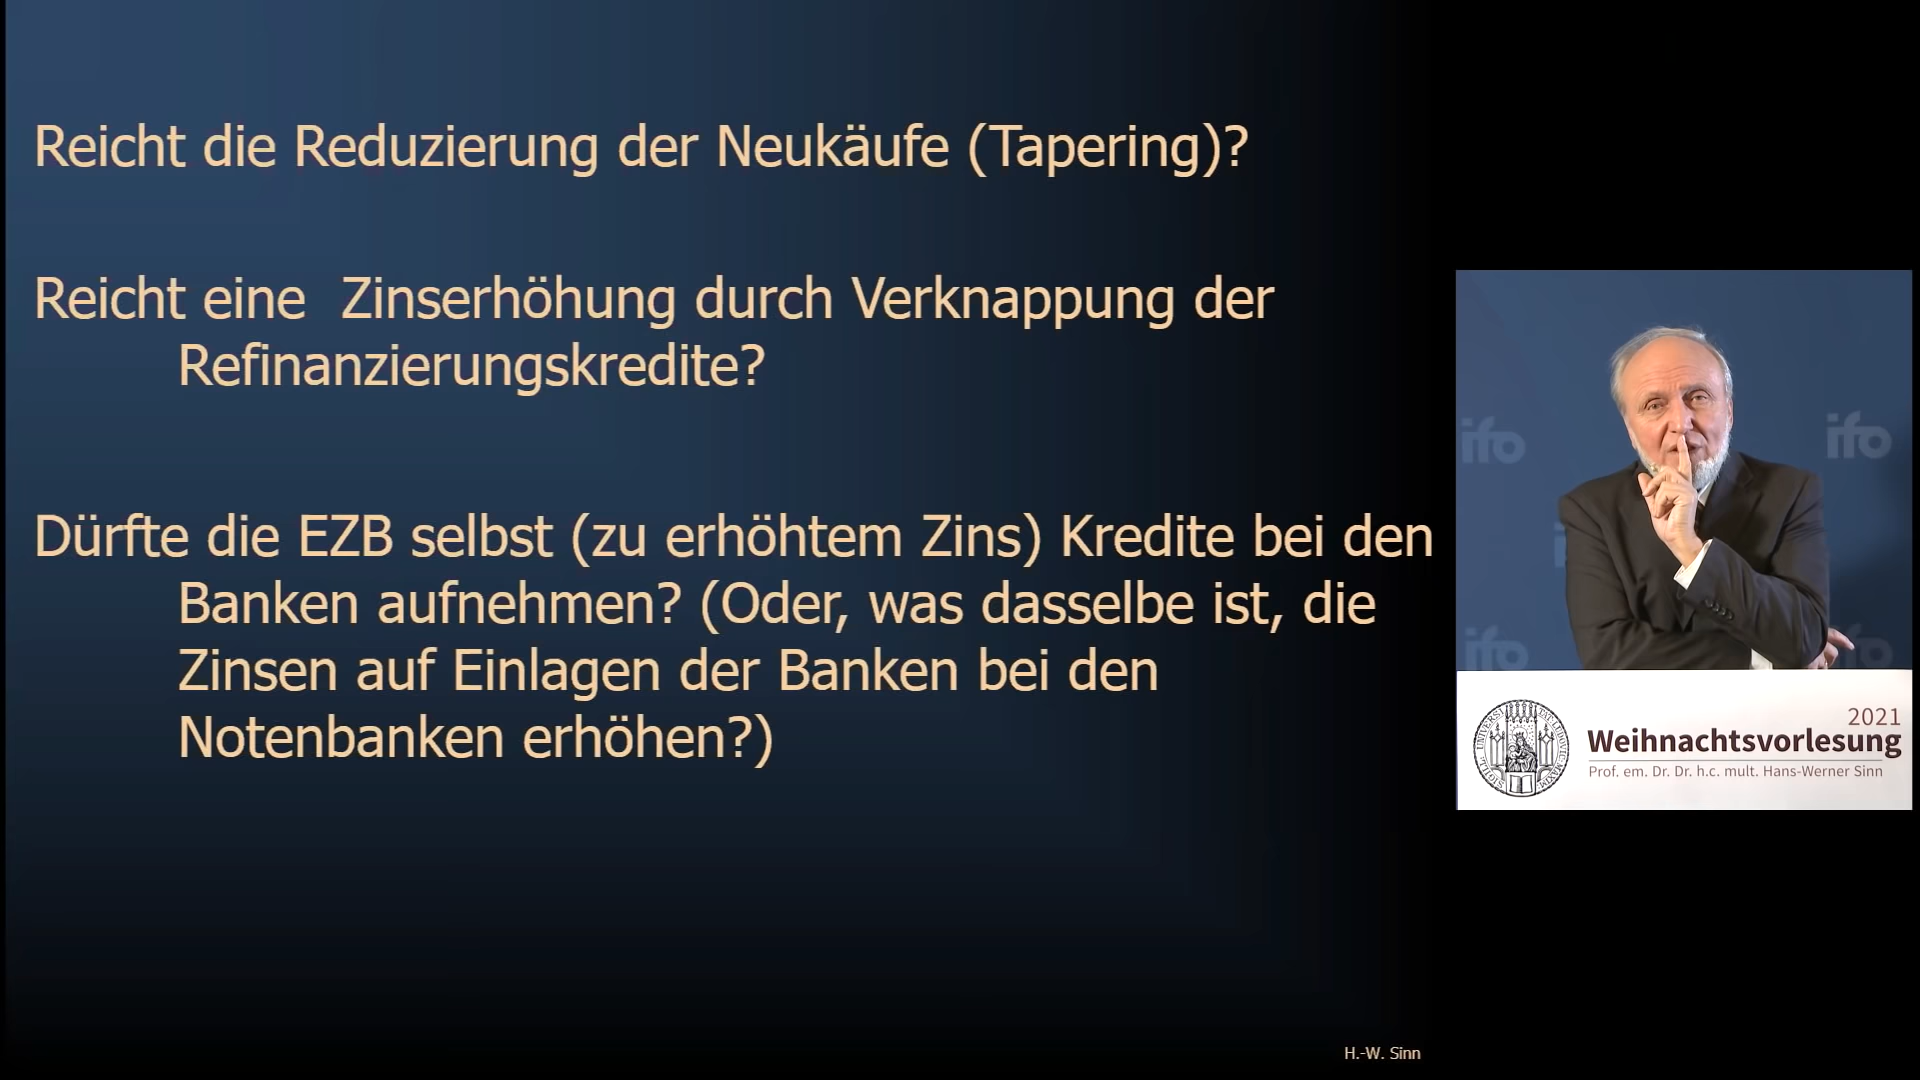 Reicht die Reduzierung der Neukäufe (Tapering)?
Reicht eine  Zinserhöhung durch Verknappung der
Refinanzierungskredite?
Dürfte die EZB selbst (zu erhöhtem Zins) Kredite bei den
Banken aufnehmen? (Oder, was dasselbe ist, die
Zinsen auf Einlagen der Banken bei den
Notenbanken erhöhen?)
H.-W. Sinn
ifo
ifo
ifo
ifo
2021
Weihnachtsvorlesung
Prof. em. Dr. Dr. h.c. mult. Hans-Werner Sinn